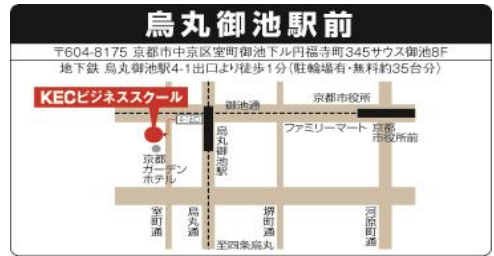 烏丸御池駅前
〒604-8175 京都市中京区室町御池下ル円福寺町345サウス御池8F
地下鉄 烏丸御池駅4-1出口より徒歩1分(駐輪場有・無料約35台分)
KECビジネススクール
御池通
京都市役所
4-1出口
烏丸御池駅
ファミリーマート
京都市役所前
京都
ガーデン
ホテル
室町通
烏丸通
堺町通
河原町通
至四条烏丸